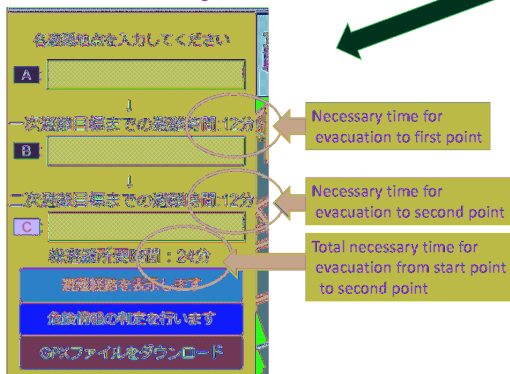 各避難地点を入力してください
A
↓
一次避難目標までの避難時間:12分
Necessary time for
evacuation to first point
B
↓
二次避難目標までの避難時間:12分
Necessary time for
evacuation to second point
C
総避難所要時間:24分
Total necessary time for
evacuation from start point
to second point
避難経路を表示します
危険情報の判定を行います
GPXファイルをダウンロード